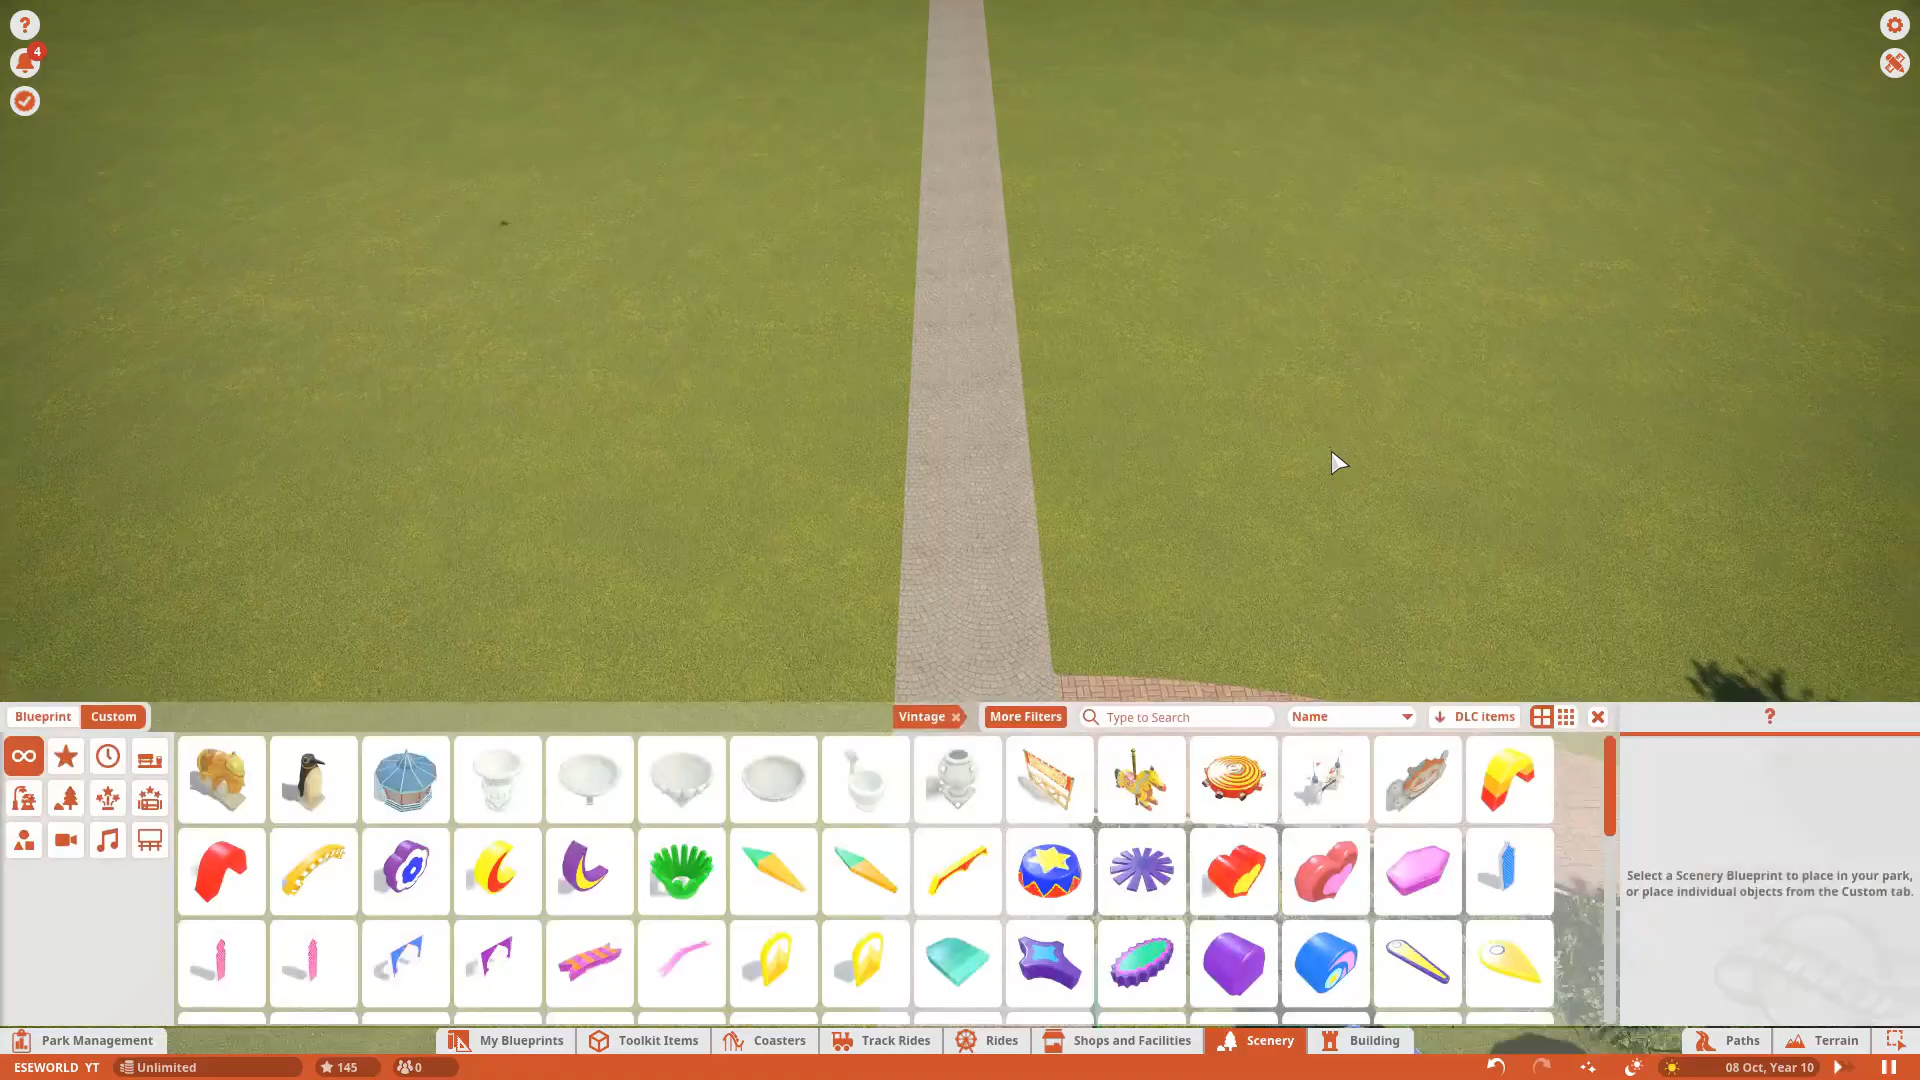 ?
4
Blueprint
Custom
Vintage
More Filters
Type to Search
Name
DLC items
?
Select a Scenery Blueprint to place in your park,
or place individual objects from the Custom tab.
Park Management
My Blueprints
Toolkit Items
Coasters
Track Rides
Rides
Shops and Facilities
Scenery
Building
Paths
Terrain
ESEWORLD YT
Unlimited
145
0
08 Oct, Year 10